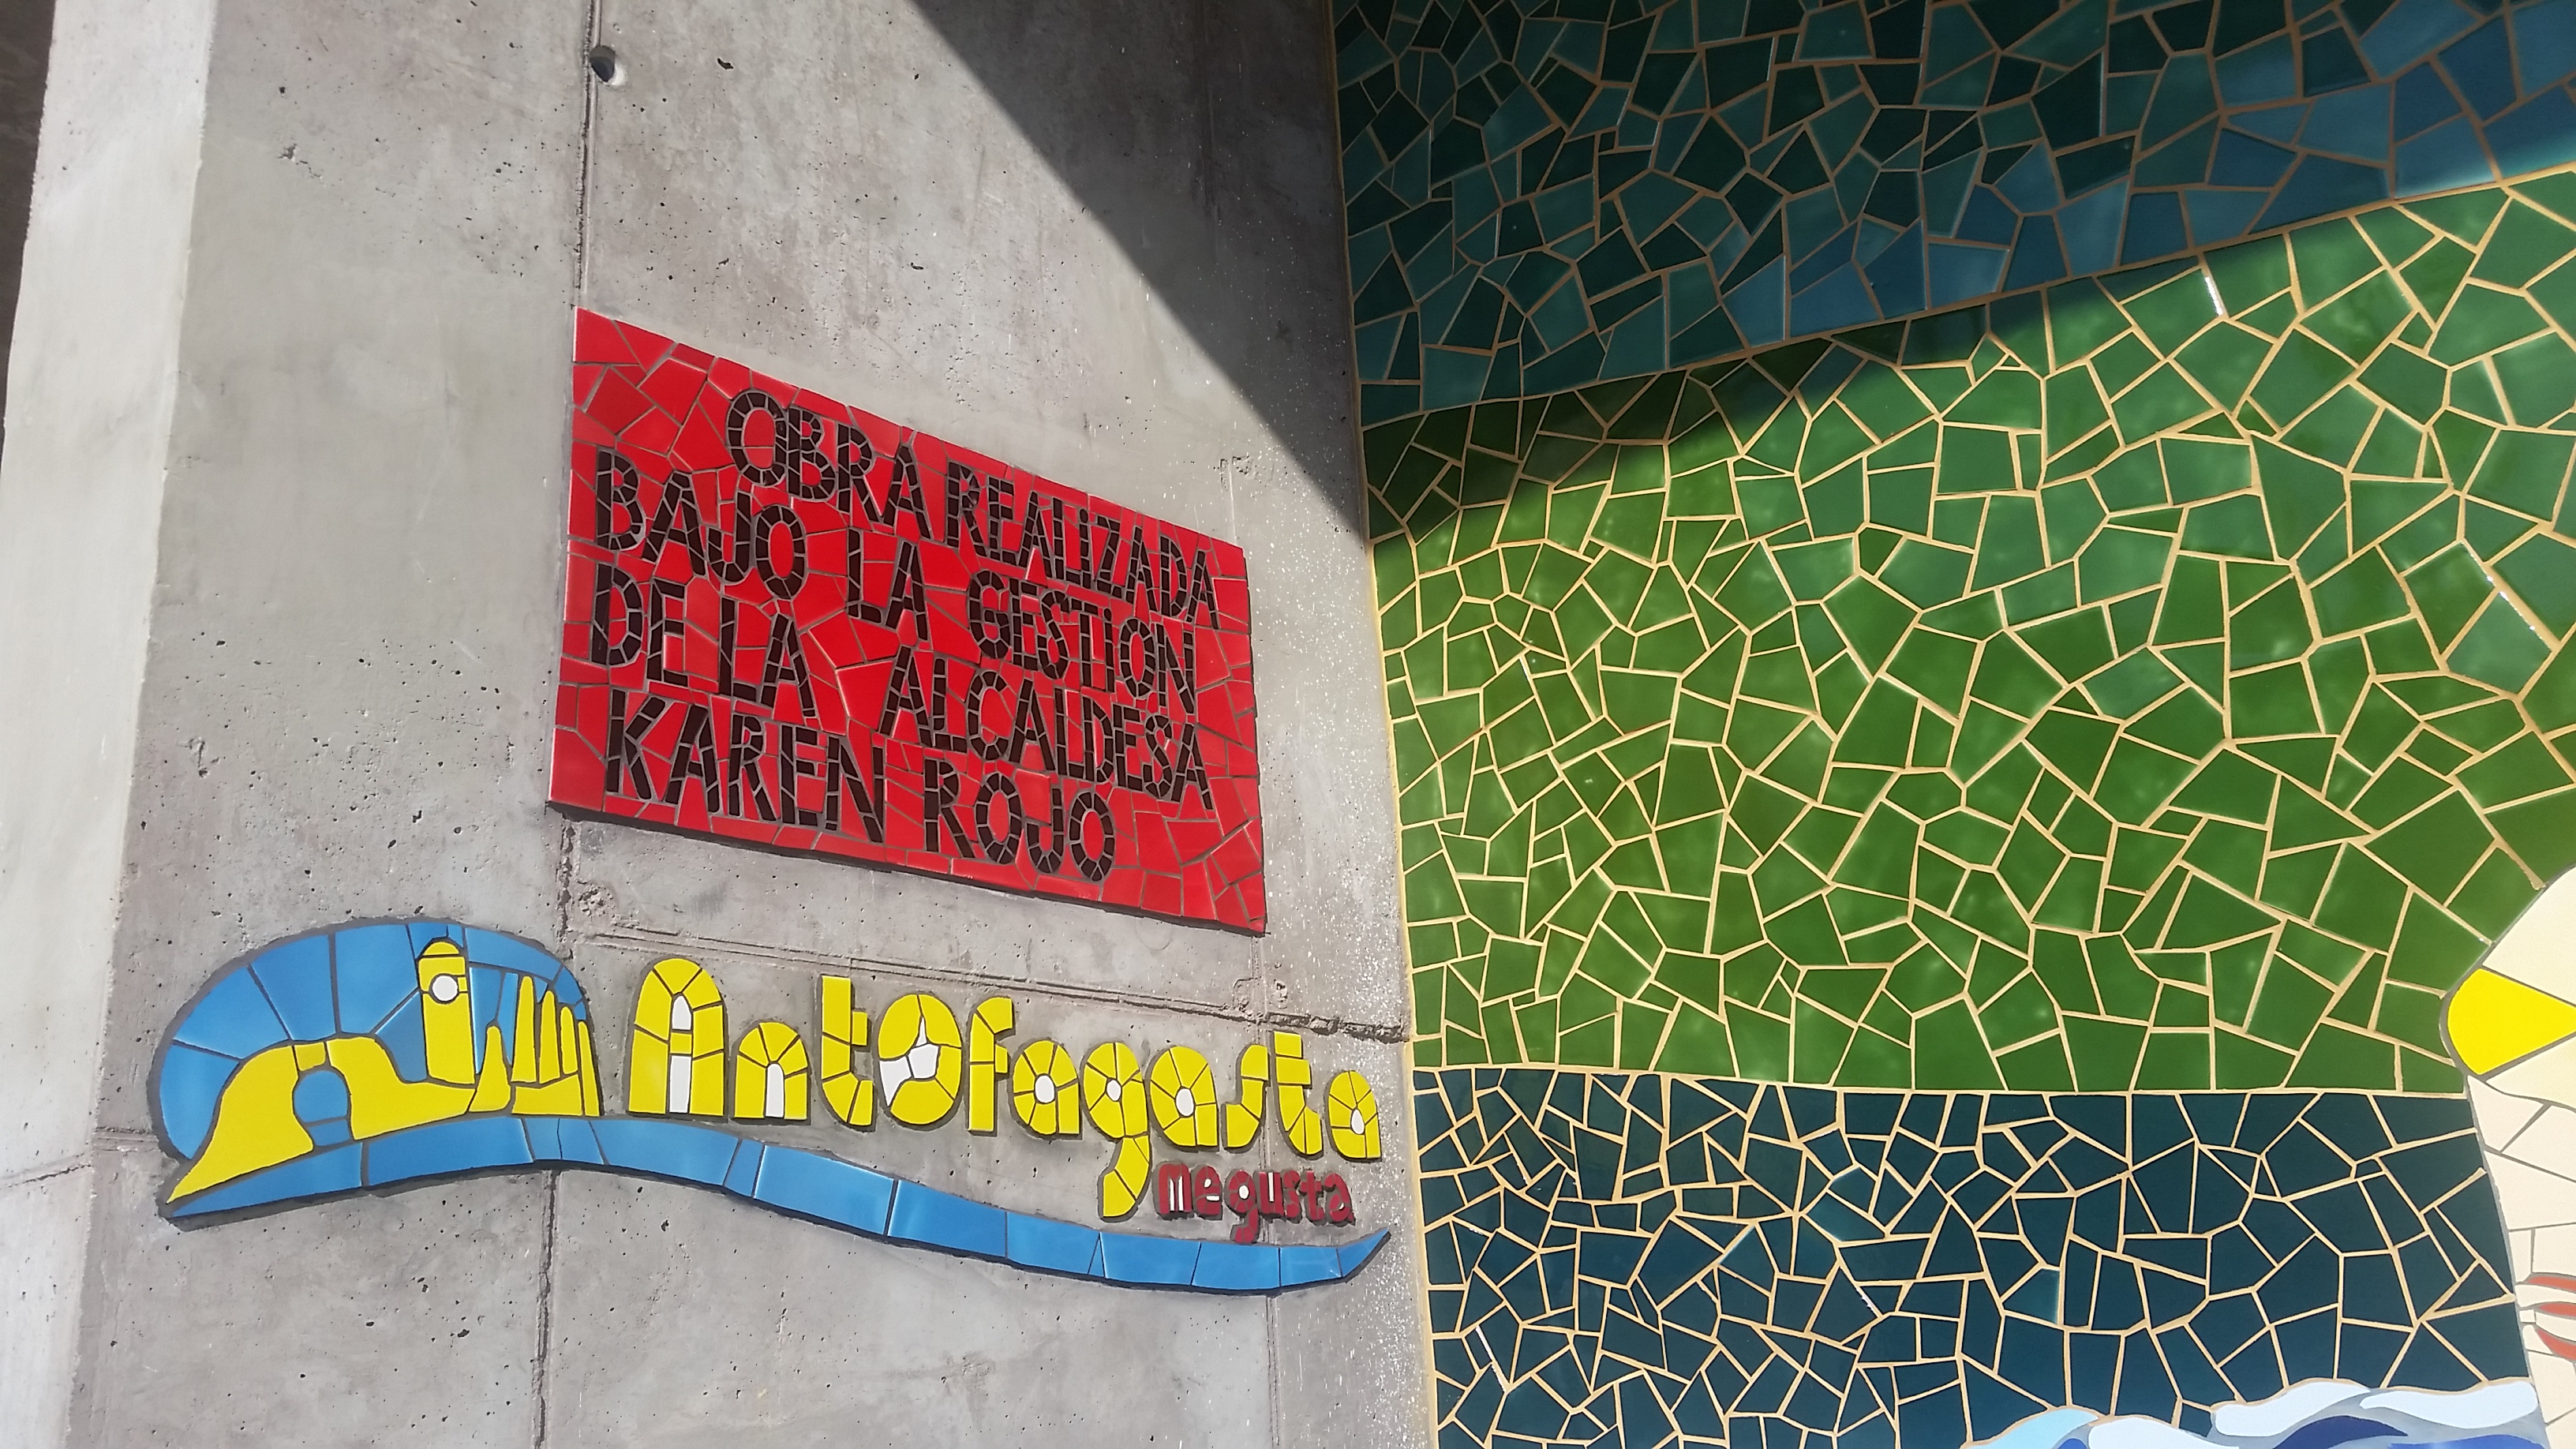 OBRA REALiZADA
BAJO LA GESTION
DE LA ALCALDESA
KAREN ROJO
Antofagasta
me gusta